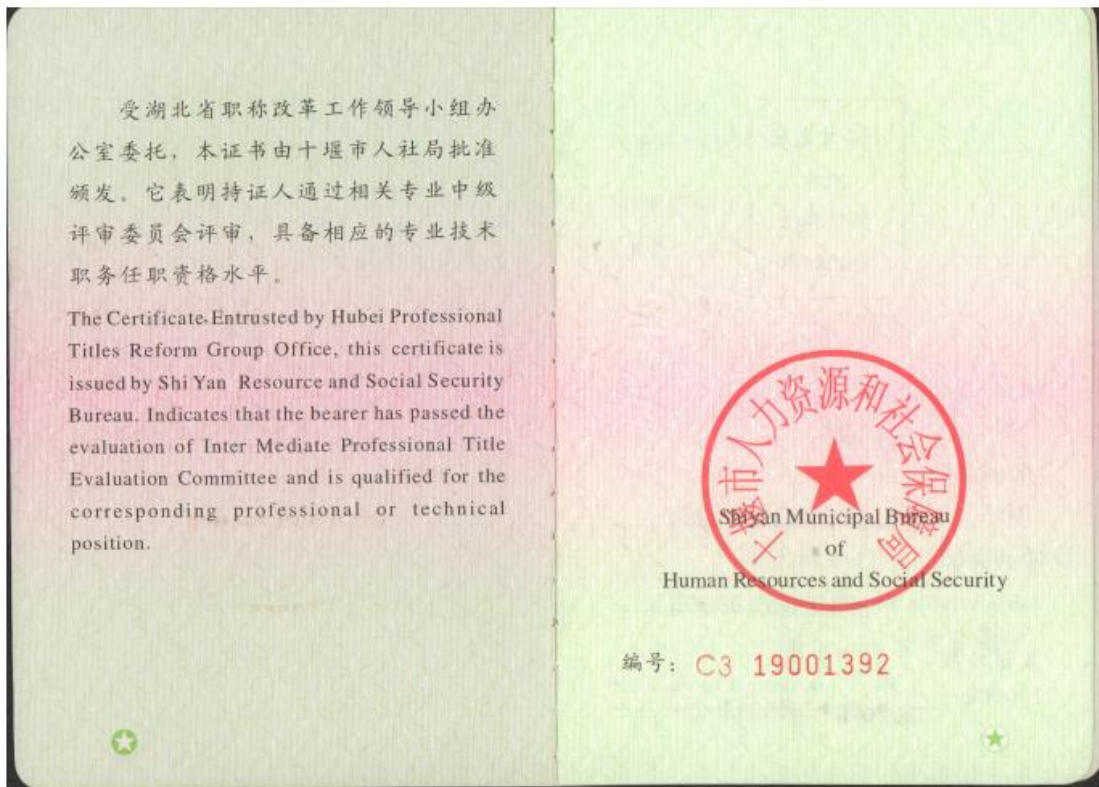 受湖北省职称改革工作领导小组办
公室委托，本证书由十堰市人社局批准
颁发。它表明持证人通过相关专业中级
评审委员会评审，具备相应的专业技术
职务任职资格水平。
The Certificate,Entrusted by Hubei Professional
Titles Reform Group Office, this certificate is
issued by Shi Yan Resource and Social Security
Bureau. Indicates that the bearer has passed the
evaluation of Inter Mediate Professional Title
Evaluation Committee and is qualified for the
corresponding professional or technical
position.
十堰市人力资源和社会保障局
Shiyan Municipal Bureau
of
Human Resources and Social Security
编号：C3 19001392